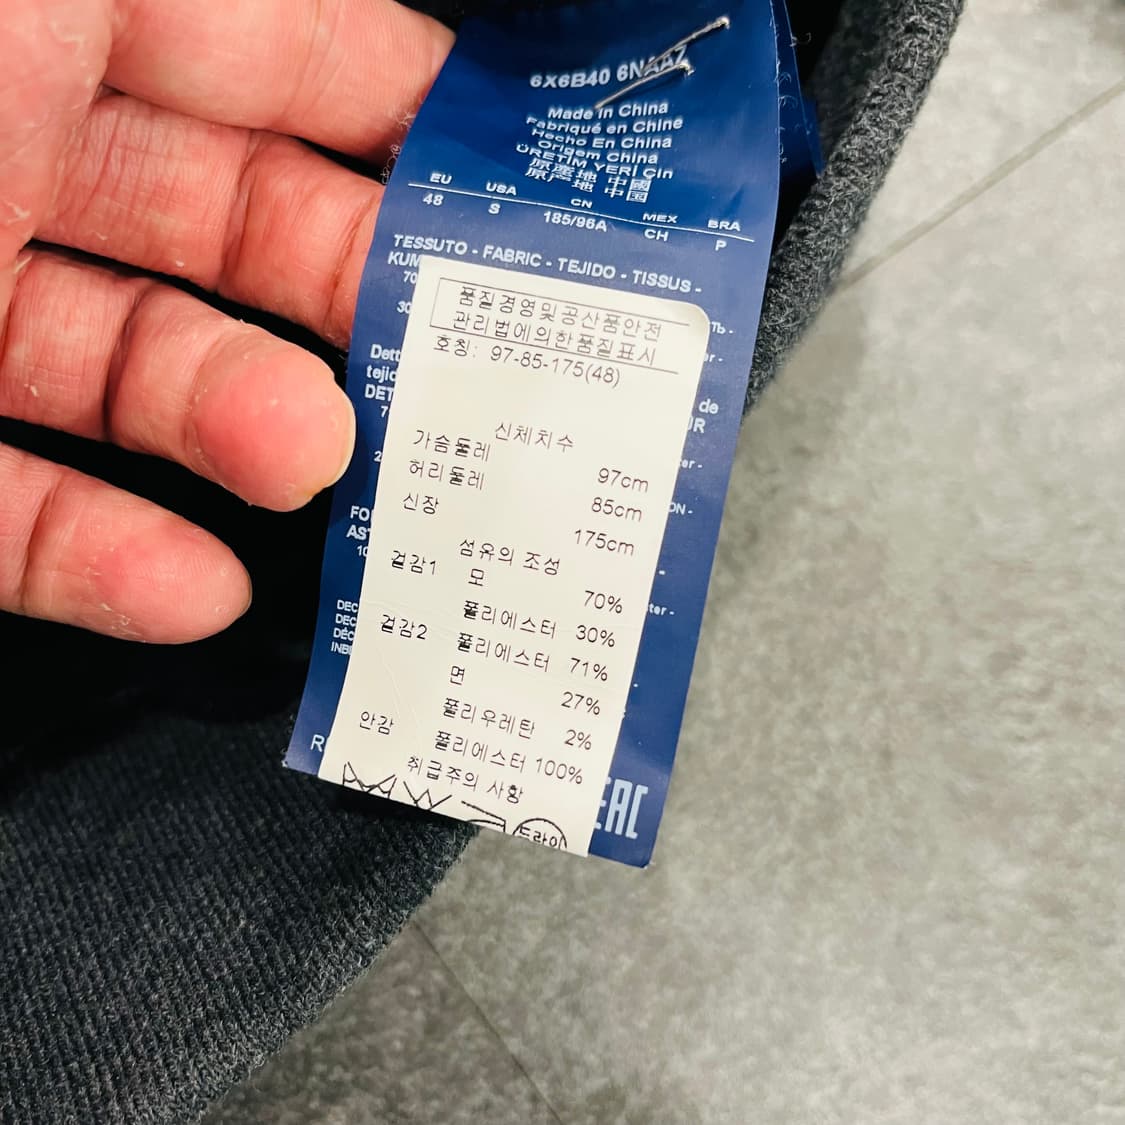 6X6B40 6NAAZ
Made in China
Fabriqué en Chine
Hecho En China
Origem China
ÜRETİM YERİ Çin
原産地 中國
原产地 中国
EU USA CN MEX BRA
48 S 185/96A CH P
TESSUTO - FABRIC - TEJIDO - TISSUS -
품질경영및공산품안전
관리법에의한품질표시
호칭: 97-85-175(48)
신체치수
가슴둘레 97cm
허리둘레 85cm
신장 175cm
섬유의 조성
겉감1 모 70%
폴리에스터 30%
겉감2 폴리에스터 71%
면 27%
폴리우레탄 2%
안감 폴리에스터 100%
취급주의 사항
드라이
EAC